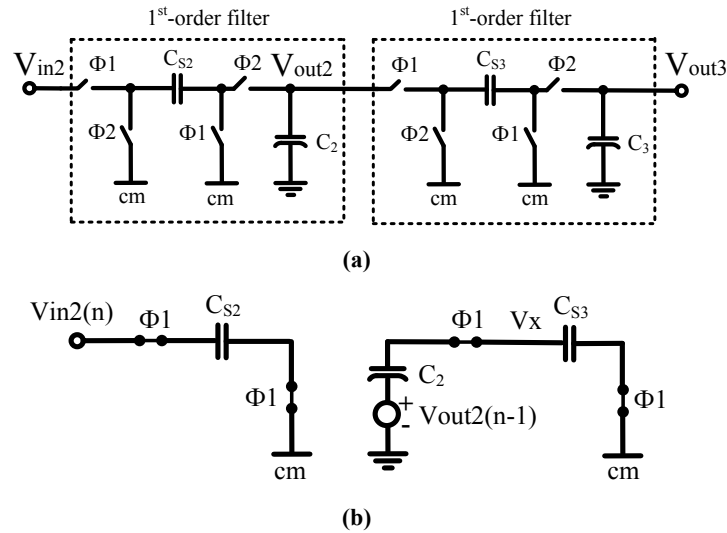 1st-order filter 1st-order filter
Vin2 Φ1 CS2 Φ2 Vout2 Φ1 CS3 Φ2 Vout3
Φ2 Φ1 C2 Φ2 Φ1 C3
cm cm cm cm
(a)
Vin2(n) Φ1 CS2 Φ1 Vx CS3
Φ1 C2 Φ1
+
- Vout2(n-1)
cm cm
(b)